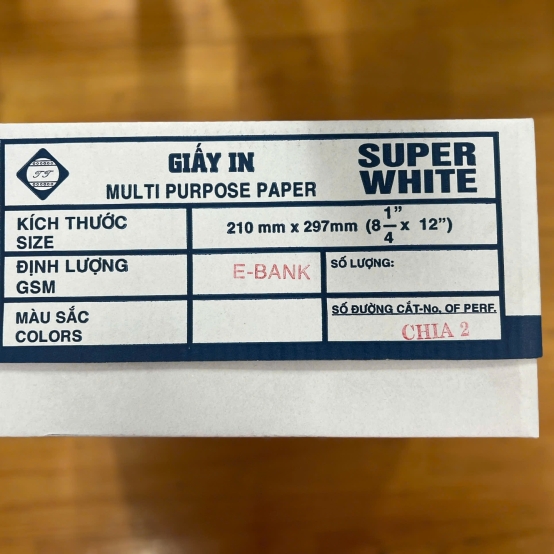 TT
GIẤY IN
MULTI PURPOSE PAPER
SUPER
WHITE
KÍCH THƯỚC
SIZE
210 mm x 297mm (8 1/4" x 12")
ĐỊNH LƯỢNG
GSM
E-BANK
SỐ LƯỢNG:
MÀU SẮC
COLORS
SỐ ĐƯỜNG CẮT-No, OF PERF.
CHIA 2